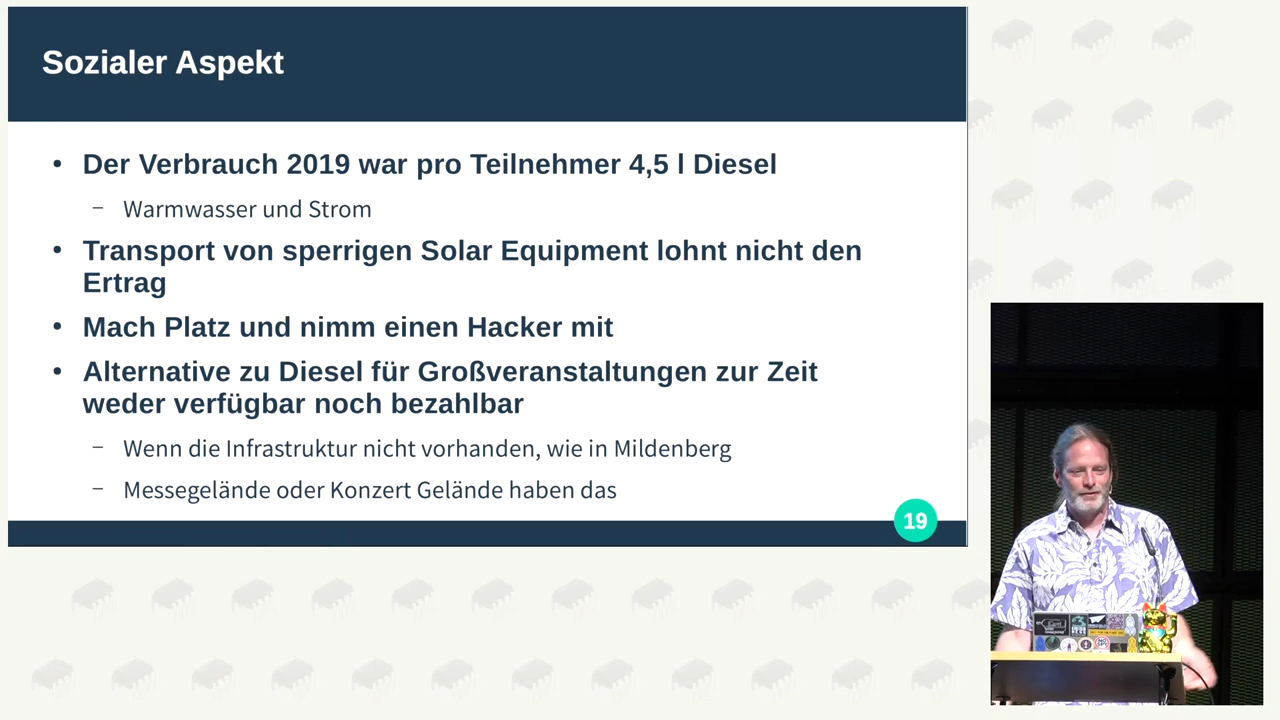 Sozialer Aspekt
• Der Verbrauch 2019 war pro Teilnehmer 4,5 l Diesel
– Warmwasser und Strom
• Transport von sperrigen Solar Equipment lohnt nicht den
Ertrag
• Mach Platz und nimm einen Hacker mit
• Alternative zu Diesel für Großveranstaltungen zur Zeit
weder verfügbar noch bezahlbar
– Wenn die Infrastruktur nicht vorhanden, wie in Mildenberg
– Messegelände oder Konzert Gelände haben das
19